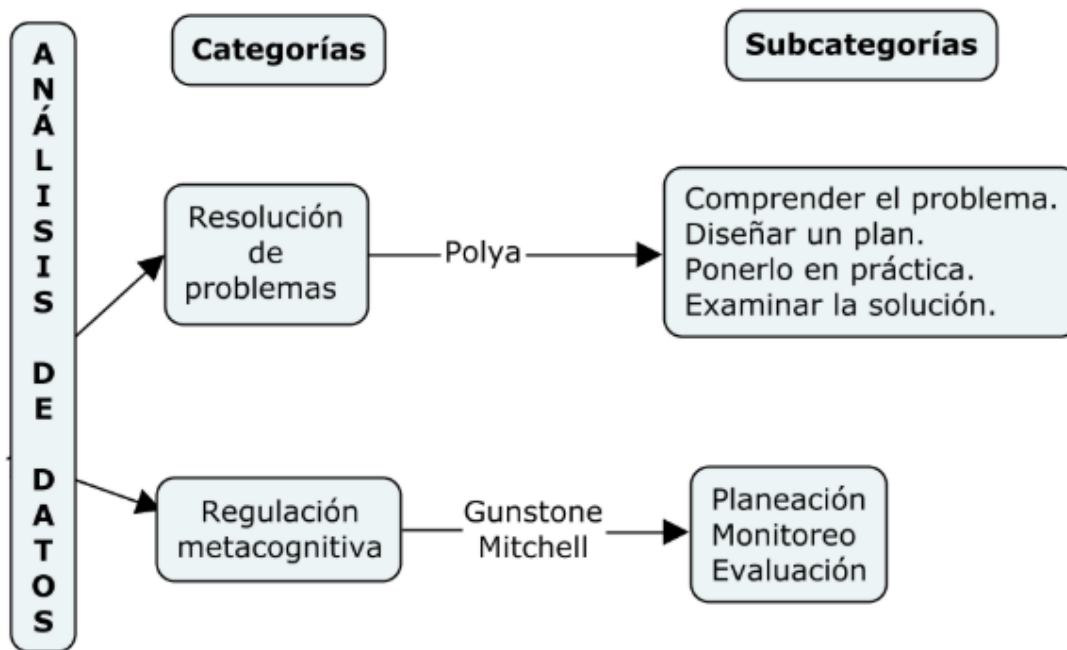 ANÁLISIS DE DATOS
Categorías
Subcategorías
Resolución
de
problemas
Polya
Comprender el problema.
Diseñar un plan.
Ponerlo en práctica.
Examinar la solución.
Regulación
metacognitiva
Gunstone
Mitchell
Planeación
Monitoreo
Evaluación